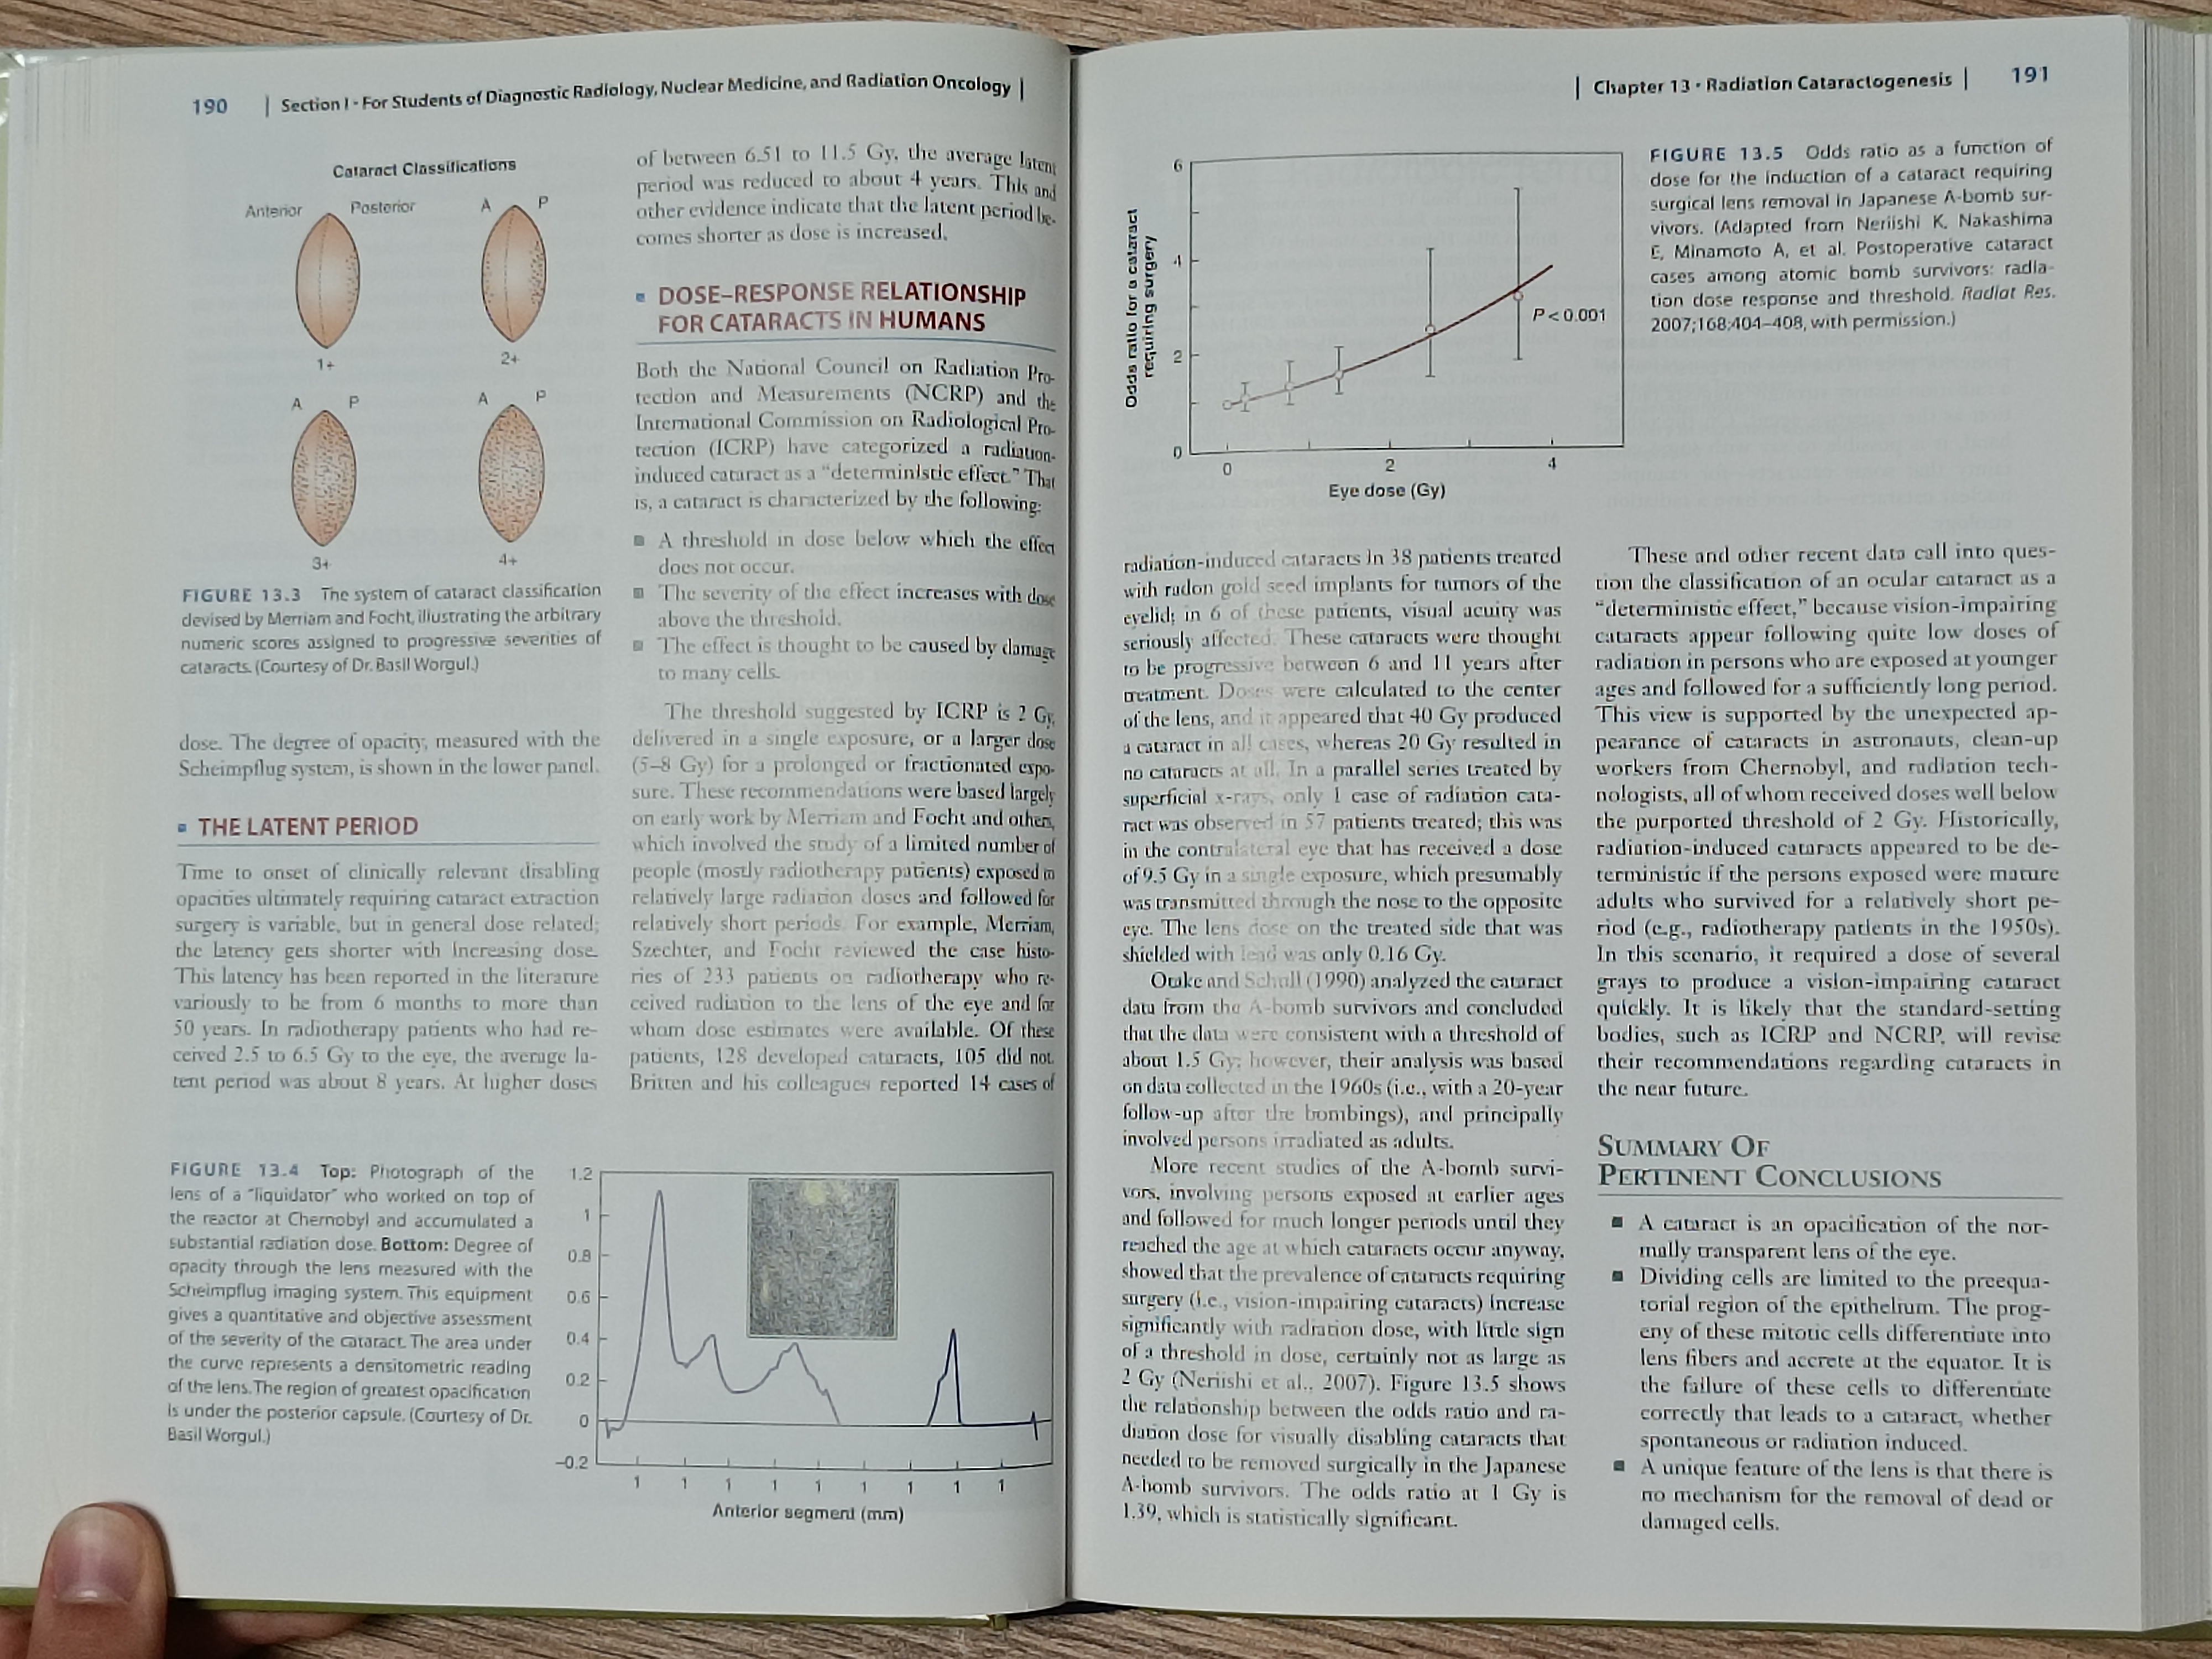 190 | Section I • For Students of Diagnostic Radiology, Nuclear Medicine, and Radiation Oncology |
Cataract Classifications
Anterior Posterior
A P
1+
2+
A P
A P
3+
4+
FIGURE 13.3 The system of cataract classification
devised by Merriam and Focht, illustrating the arbitrary
numeric scores assigned to progressive severities of
cataracts. (Courtesy of Dr. Basil Worgul.)
dose. The degree of opacity, measured with the
Scheimpflug system, is shown in the lower panel.
THE LATENT PERIOD
Time to onset of clinically relevant disabling
opacities ultimately requiring cataract extraction
surgery is variable, but in general dose related;
the latency gets shorter with increasing dose.
This latency has been reported in the literature
variously to be from 6 months to more than
50 years. In radiotherapy patients who had re-
ceived 2.5 to 6.5 Gy to the eye, the average la-
tent period was about 8 years. At higher doses
of between 6.51 to 11.5 Gy, the average latent
period was reduced to about 4 years. This and
other evidence indicate that the latent period be-
comes shorter as dose is increased.
DOSE–RESPONSE RELATIONSHIP
FOR CATARACTS IN HUMANS
Both the National Council on Radiation Pro-
tection and Measurements (NCRP) and the
International Commission on Radiological Pro-
tection (ICRP) have categorized a radiation-
induced cataract as a "deterministic effect." That
is, a cataract is characterized by the following:
A threshold in dose below which the effect
does not occur.
The severity of the effect increases with dose
above the threshold.
The effect is thought to be caused by damage
to many cells.
The threshold suggested by ICRP is 2 Gy,
delivered in a single exposure, or a larger dose
(5–8 Gy) for a prolonged or fractionated expo-
sure. These recommendations were based largely
on early work by Merriam and Focht and others,
which involved the study of a limited number of
people (mostly radiotherapy patients) exposed to
relatively large radiation doses and followed for
relatively short periods. For example, Merriam,
Szechter, and Focht reviewed the case histo-
ries of 233 patients on radiotherapy who re-
ceived radiation to the lens of the eye and for
whom dose estimates were available. Of these
patients, 128 developed cataracts, 105 did not.
Britten and his colleagues reported 14 cases of
FIGURE 13.4 Top: Photograph of the
lens of a "liquidator" who worked on top of
the reactor at Chernobyl and accumulated a
substantial radiation dose. Bottom: Degree of
opacity through the lens measured with the
Scheimpflug imaging system. This equipment
gives a quantitative and objective assessment
of the severity of the cataract. The area under
the curve represents a densitometric reading
of the lens. The region of greatest opacification
is under the posterior capsule. (Courtesy of Dr.
Basil Worgul.)
1.2
1
0.8
0.6
0.4
0.2
0
–0.2
1 1 1 1 1 1 1 1 1
Anterior segment (mm)
| Chapter 13 • Radiation Cataractogenesis | 191
Odds ratio for a cataract
requiring surgery
6
4
2
0
P < 0.001
0 2 4
Eye dose (Gy)
FIGURE 13.5 Odds ratio as a function of
dose for the induction of a cataract requiring
surgical lens removal in Japanese A-bomb sur-
vivors. (Adapted from Neriishi K, Nakashima
E, Minamoto A, et al. Postoperative cataract
cases among atomic bomb survivors: radia-
tion dose response and threshold. Radiat Res.
2007;168:404–408, with permission.)
radiation-induced cataracts in 38 patients treated
with radon gold seed implants for tumors of the
eyelid; in 6 of these patients, visual acuity was
seriously affected. These cataracts were thought
to be progressive between 6 and 11 years after
treatment. Doses were calculated to the center
of the lens, and it appeared that 40 Gy produced
a cataract in all cases, whereas 20 Gy resulted in
no cataracts at all. In a parallel series treated by
superficial x-rays, only 1 case of radiation cata-
ract was observed in 57 patients treated; this was
in the contralateral eye that has received a dose
of 9.5 Gy in a single exposure, which presumably
was transmitted through the nose to the opposite
eye. The lens dose on the treated side that was
shielded with lead was only 0.16 Gy.
Otake and Schull (1990) analyzed the cataract
data from the A-bomb survivors and concluded
that the data were consistent with a threshold of
about 1.5 Gy; however, their analysis was based
on data collected in the 1960s (i.e., with a 20-year
follow-up after the bombings), and principally
involved persons irradiated as adults.
More recent studies of the A-bomb survi-
vors, involving persons exposed at earlier ages
and followed for much longer periods until they
reached the age at which cataracts occur anyway,
showed that the prevalence of cataracts requiring
surgery (i.e., vision-impairing cataracts) increase
significantly with radiation dose, with little sign
of a threshold in dose, certainly not as large as
2 Gy (Neriishi et al., 2007). Figure 13.5 shows
the relationship between the odds ratio and ra-
diation dose for visually disabling cataracts that
needed to be removed surgically in the Japanese
A-bomb survivors. The odds ratio at 1 Gy is
1.39, which is statistically significant.
These and other recent data call into ques-
tion the classification of an ocular cataract as a
"deterministic effect," because vision-impairing
cataracts appear following quite low doses of
radiation in persons who are exposed at younger
ages and followed for a sufficiently long period.
This view is supported by the unexpected ap-
pearance of cataracts in astronauts, clean-up
workers from Chernobyl, and radiation tech-
nologists, all of whom received doses well below
the purported threshold of 2 Gy. Historically,
radiation-induced cataracts appeared to be de-
terministic if the persons exposed were mature
adults who survived for a relatively short pe-
riod (e.g., radiotherapy patients in the 1950s).
In this scenario, it required a dose of several
grays to produce a vision-impairing cataract
quickly. It is likely that the standard-setting
bodies, such as ICRP and NCRP, will revise
their recommendations regarding cataracts in
the near future.
SUMMARY OF
PERTINENT CONCLUSIONS
A cataract is an opacification of the nor-
mally transparent lens of the eye.
Dividing cells are limited to the preequa-
torial region of the epithelium. The prog-
eny of these mitotic cells differentiate into
lens fibers and accrete at the equator. It is
the failure of these cells to differentiate
correctly that leads to a cataract, whether
spontaneous or radiation induced.
A unique feature of the lens is that there is
no mechanism for the removal of dead or
damaged cells.